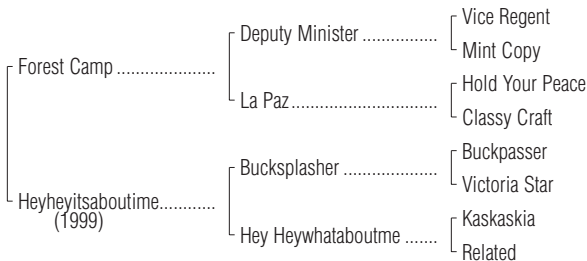 Vice Regent
Deputy Minister ..................
Mint Copy
Forest Camp .......................
Hold Your Peace
La Paz...................................
Classy Craft
Buckpasser
Bucksplasher ......................
Victoria Star
Heyheyitsaboutime.............
(1999)
Kaskaskia
Hey Heywhataboutme .......
Related